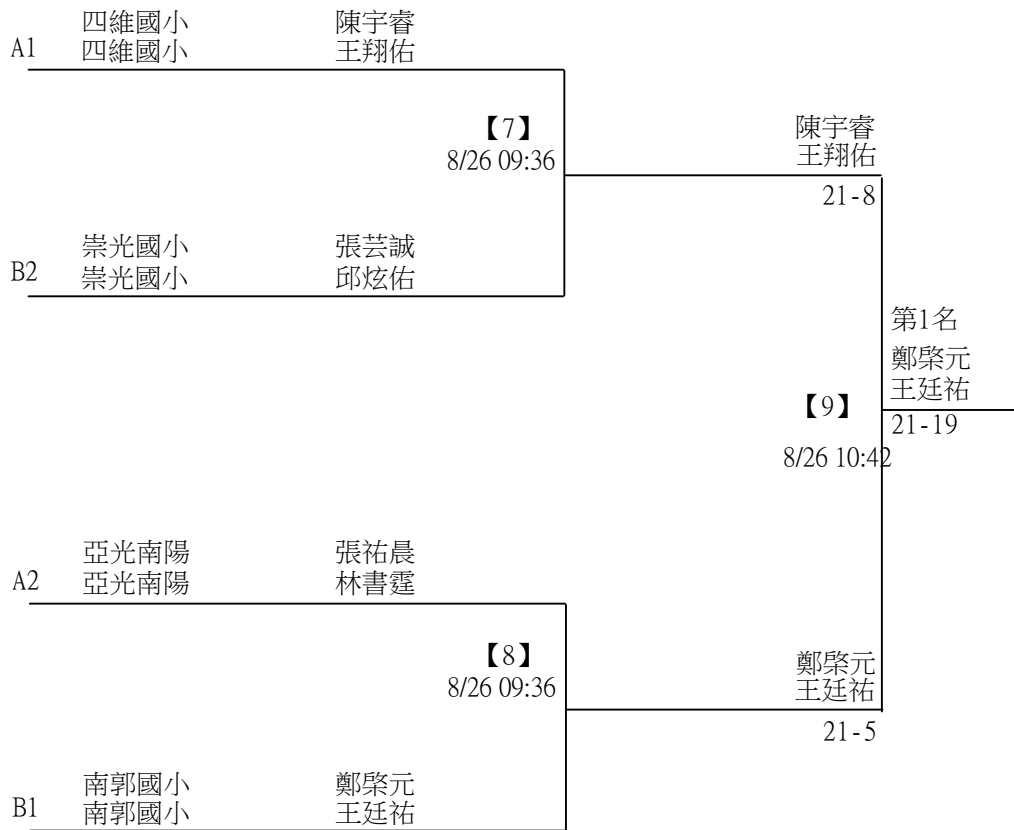 四維國小 陳宇睿
A1 四維國小 王翔佑
【7】
8/26 09:36
陳宇睿
王翔佑
21-8
崇光國小 張芸誠
B2 崇光國小 邱炫佑
第1名
鄭棨元
王廷祐
【9】
21-19
8/26 10:42
亞光南陽 張祐晨
A2 亞光南陽 林書霆
【8】
8/26 09:36
鄭棨元
王廷祐
21-5
南郭國小 鄭棨元
B1 南郭國小 王廷祐